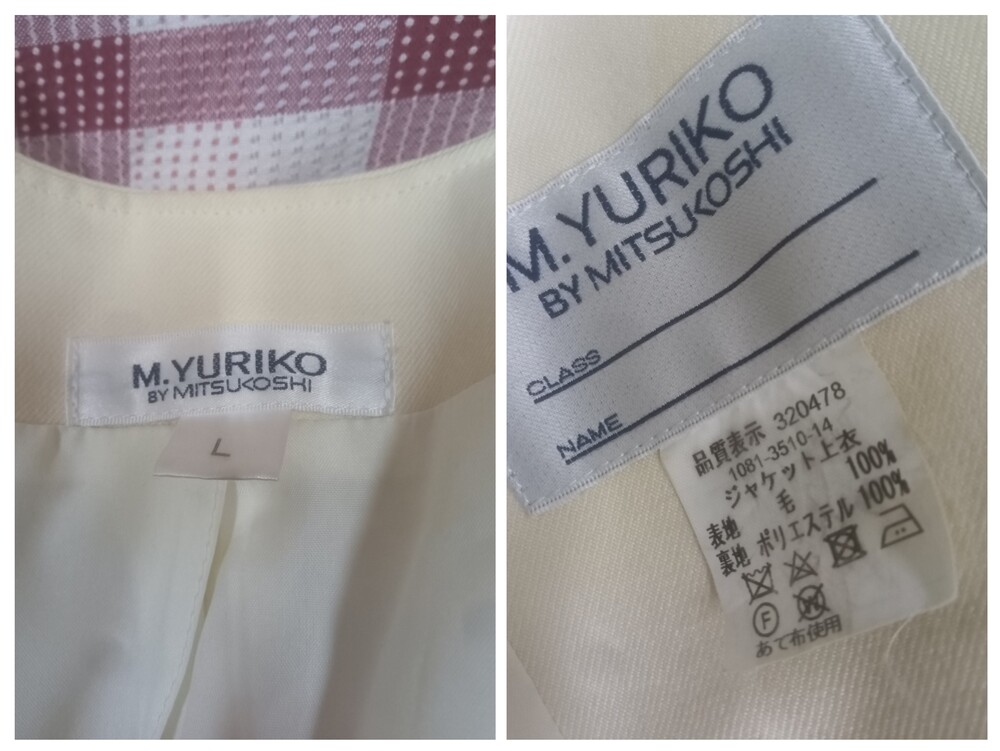 M.YURIKO
BY MITSUKOSHI
L
M.YURIKO
BY MITSUKOSHI
CLASS
NAME
品質表示 320478
1081-3510-14
ジャケット上衣
表地 毛 100%
裏地 ポリエステル 100%
F W
あて布使用